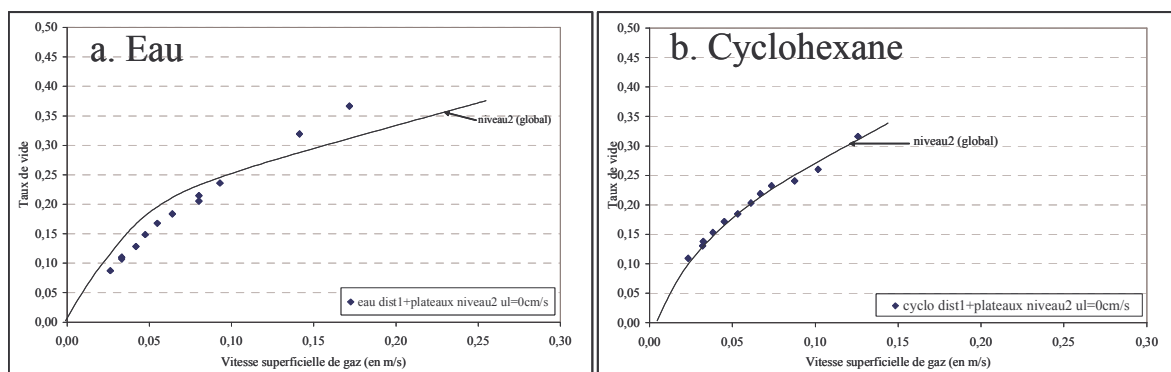 a. Eau
0,50
0,45
0,40
0,35
0,30
0,25
0,20
0,15
0,10
0,05
0,00
Taux de vide
niveau2 (global)
eau dist1+plateaux niveau2 ul=0cm/s
0,00 0,05 0,10 0,15 0,20 0,25 0,30
Vitesse superficielle de gaz (en m/s)
b. Cyclohexane
0,50
0,45
0,40
0,35
0,30
0,25
0,20
0,15
0,10
0,05
0,00
Taux de vide
niveau2 (global)
cyclo dist1+plateaux niveau2 ul=0cm/s
0,00 0,05 0,10 0,15 0,20 0,25 0,30
Vitesse superficielle de gaz (en m/s)